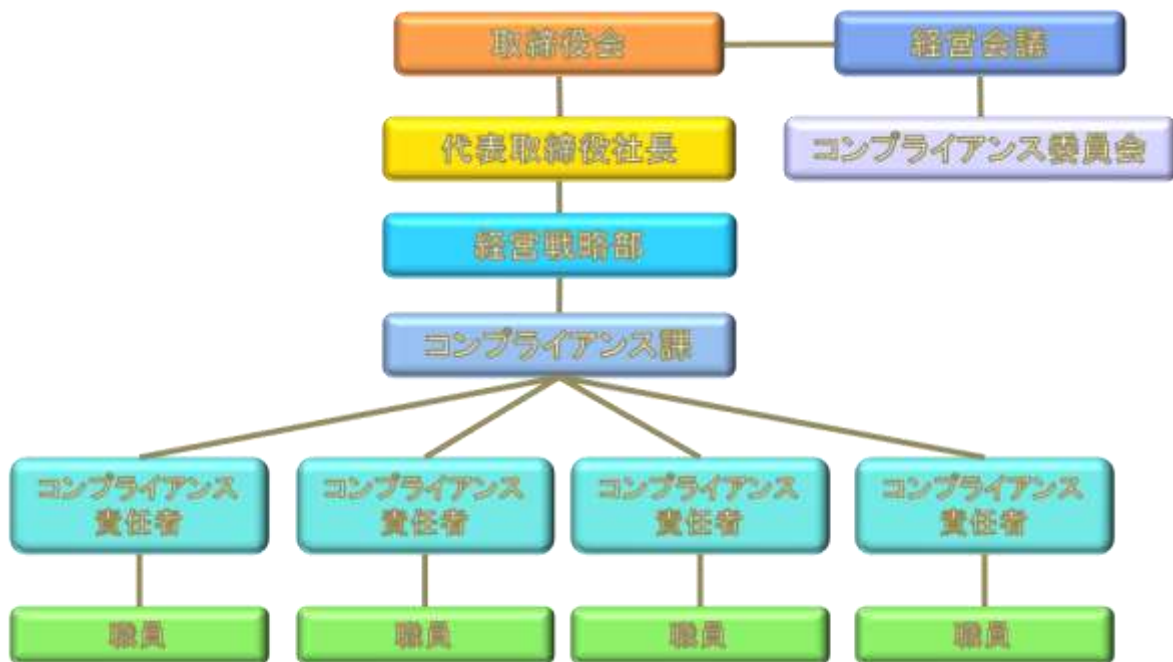 取締役会
経営会議
代表取締役社長
コンプライアンス委員会
経営戦略部
コンプライアンス課
コンプライアンス
責任者
コンプライアンス
責任者
コンプライアンス
責任者
コンプライアンス
責任者
職員
職員
職員
職員